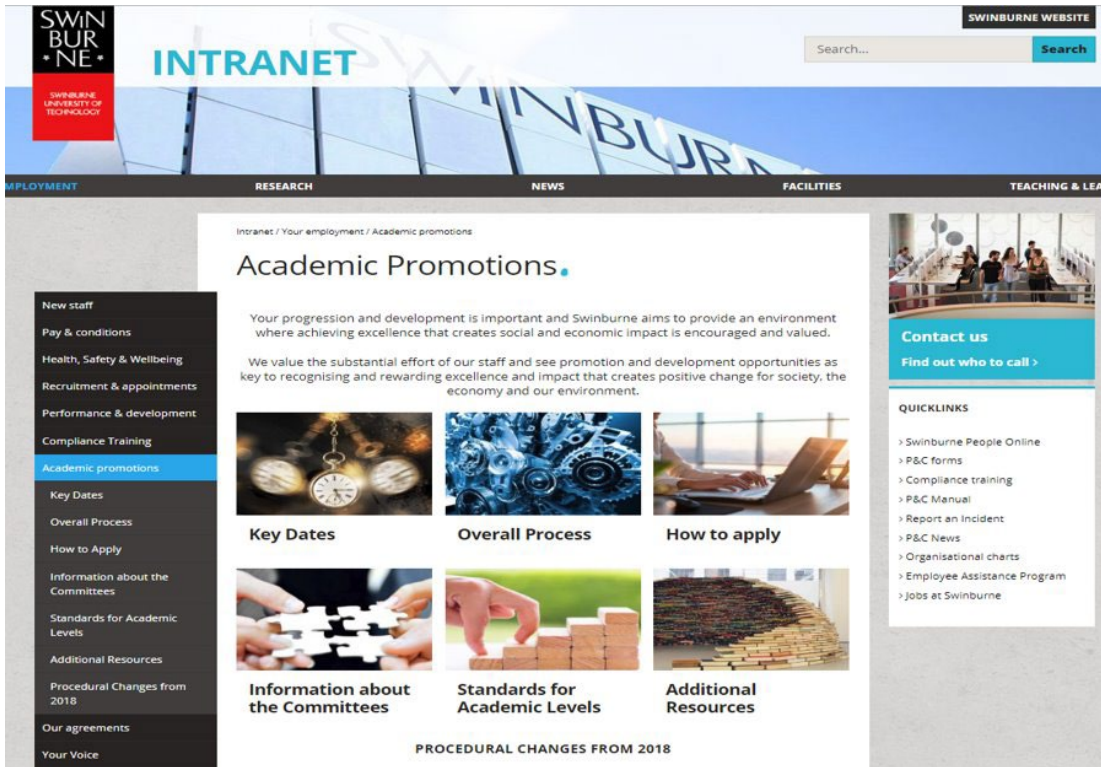 SWiN
BUR
* NE *
SWINBURNE
UNIVERSITY OF
TECHNOLOGY
INTRANET
SWINBURNE WEBSITE
Search...
Search
SWINBURN
MPLOYMENT
RESEARCH
NEWS
FACILITIES
TEACHING & LEA
Intranet / Your employment / Academic promotions
Academic Promotions.
Your progression and development is important and Swinburne aims to provide an environment
where achieving excellence that creates social and economic impact is encouraged and valued.
We value the substantial effort of our staff and see promotion and development opportunities as
key to recognising and rewarding excellence and impact that creates positive change for society, the
economy and our environment.
New staff
Pay & conditions
Health, Safety & Wellbeing
Recruitment & appointments
Performance & development
Compliance Training
Academic promotions
Key Dates
Overall Process
How to Apply
Information about the
Committees
Standards for Academic
Levels
Additional Resources
Procedural Changes from
2018
Our agreements
Your Voice
Key Dates
Overall Process
How to apply
Information about
the Committees
Standards for
Academic Levels
Additional
Resources
PROCEDURAL CHANGES FROM 2018
Contact us
Find out who to call >
QUICKLINKS
> Swinburne People Online
> P&C forms
> Compliance training
> P&C Manual
> Report an Incident
> P&C News
> Organisational charts
> Employee Assistance Program
> Jobs at Swinburne